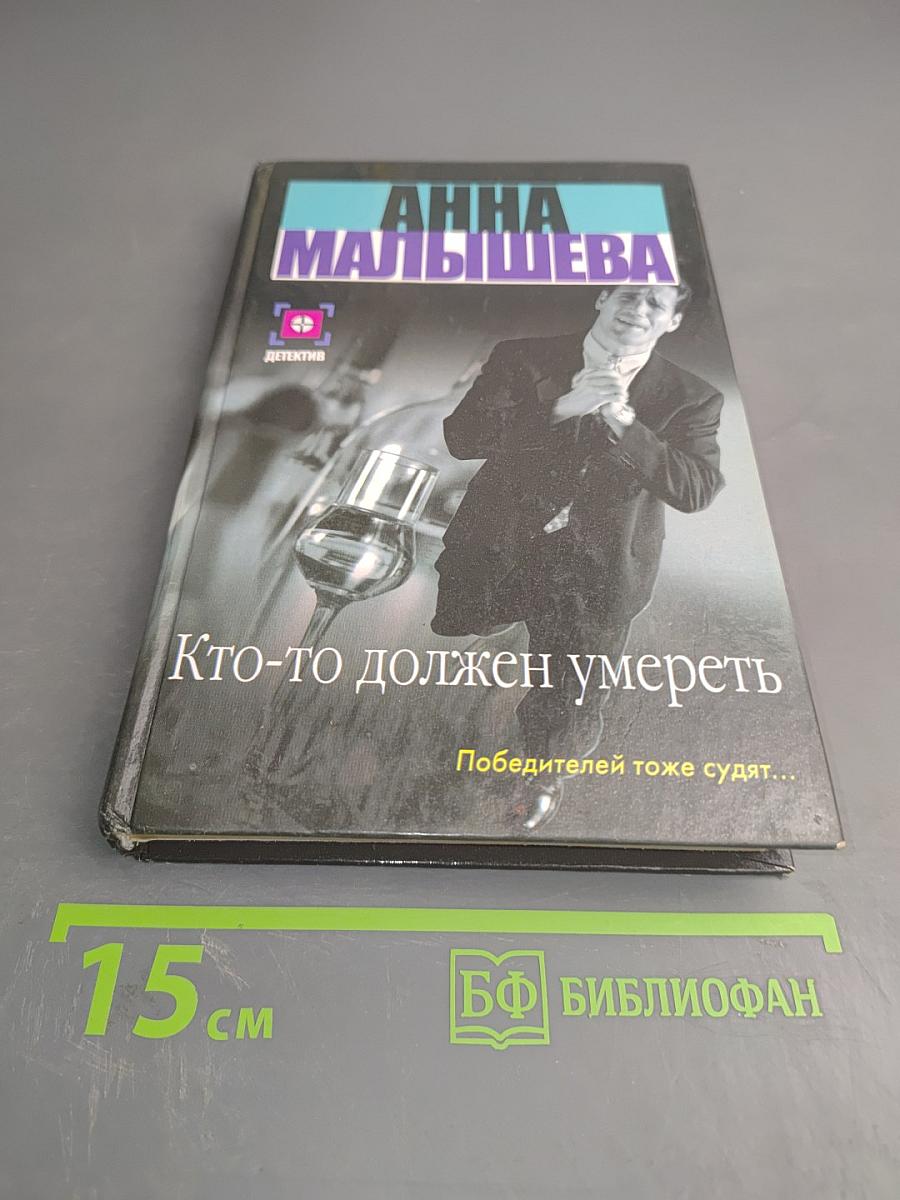 АННА
МАЛЫШЕВА
ДЕТЕКТИВ
Кто-то должен умереть
Победителей тоже судят...
15 см
БФ БИБЛИОФАН